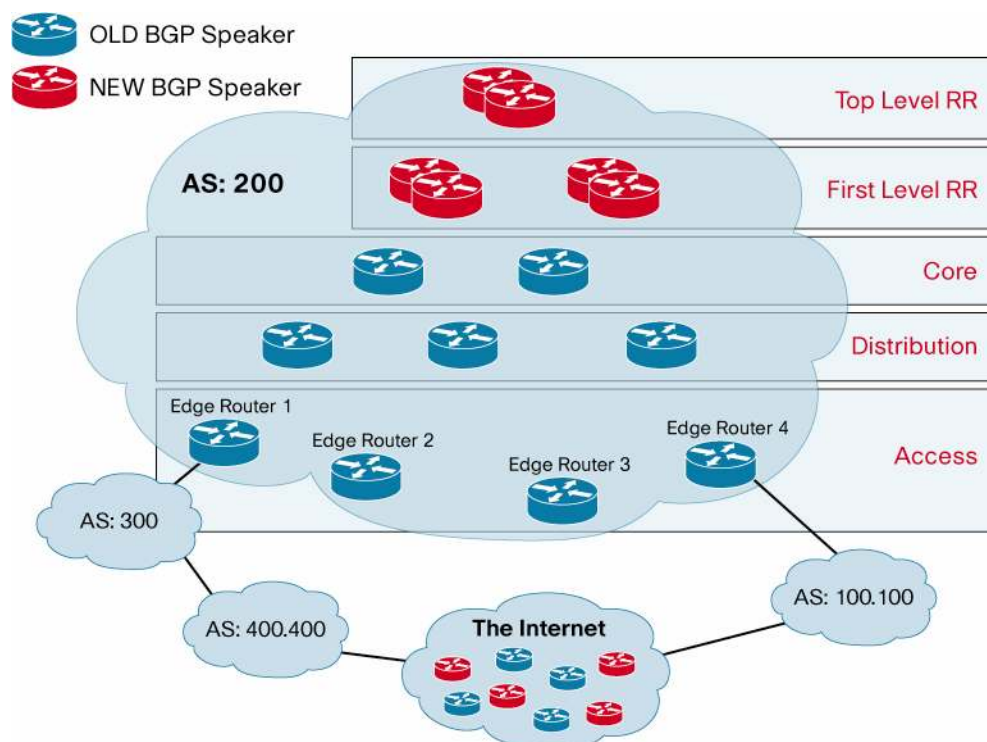 OLD BGP Speaker
NEW BGP Speaker
Top Level RR
AS: 200
First Level RR
Core
Distribution
Edge Router 1
Edge Router 2
Edge Router 3
Edge Router 4
Access
AS: 300
AS: 400.400
The Internet
AS: 100.100